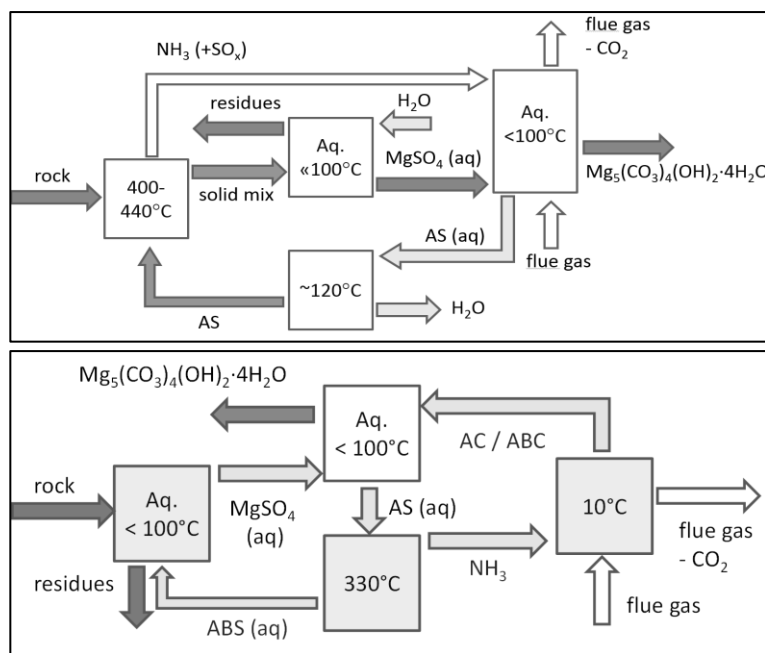 flue gas
- CO₂
NH₃ (+SOₓ)
residues
H₂O
Aq.
<100°C
Aq.
«100°C
MgSO₄ (aq)
rock
400-
440°C
solid mix
Mg₅(CO₃)₄(OH)₂·4H₂O
AS (aq)
flue gas
~120°C
H₂O
AS
Mg₅(CO₃)₄(OH)₂·4H₂O
Aq.
< 100°C
AC / ABC
rock
Aq.
< 100°C
MgSO₄
(aq)
AS (aq)
10°C
flue gas
- CO₂
residues
330°C
NH₃
flue gas
ABS (aq)